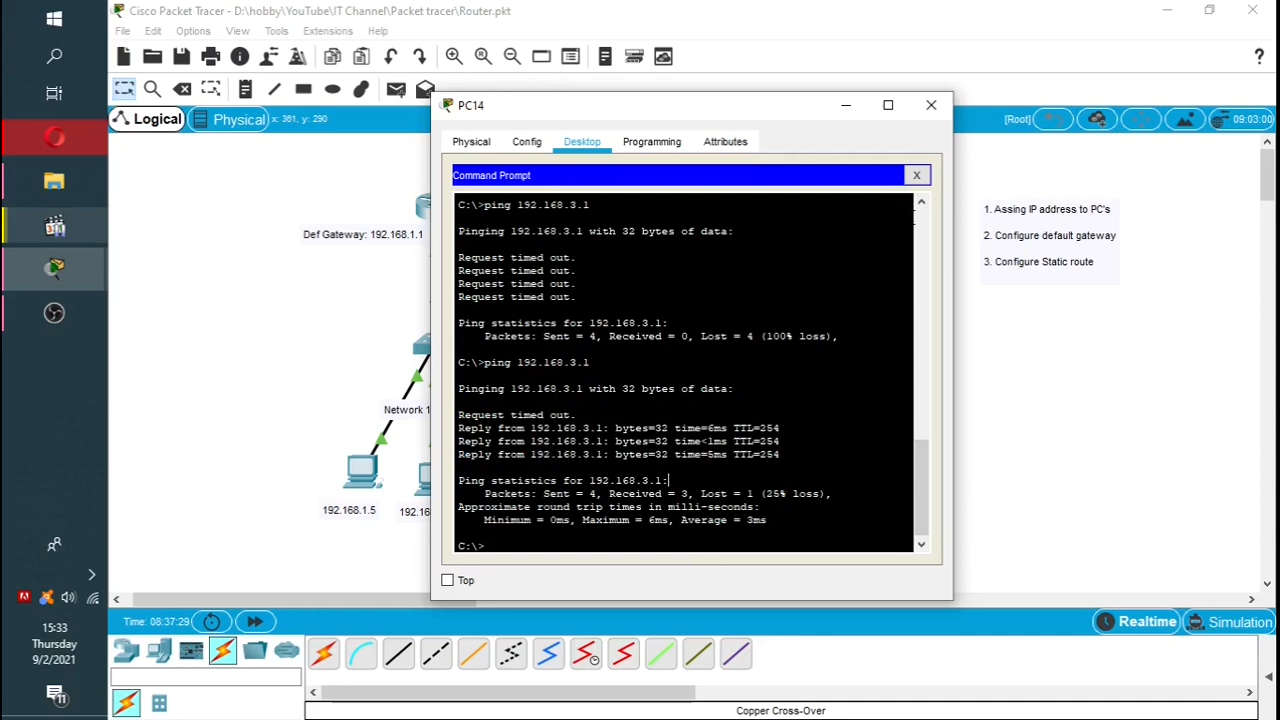 Cisco Packet Tracer - D:\hobby\YouTube\IT Channel\Packet tracer\Router.pkt
File Edit Options View Tools Extensions Help
?
Logical Physical x: 361, y: 290 [Root] 09:03:00
PC14
Physical Config Desktop Programming Attributes
Command Prompt X
C:\>ping 192.168.3.1
Pinging 192.168.3.1 with 32 bytes of data:
Request timed out.
Request timed out.
Request timed out.
Request timed out.
Ping statistics for 192.168.3.1:
Packets: Sent = 4, Received = 0, Lost = 4 (100% loss),
C:\>ping 192.168.3.1
Pinging 192.168.3.1 with 32 bytes of data:
Request timed out.
Reply from 192.168.3.1: bytes=32 time=6ms TTL=254
Reply from 192.168.3.1: bytes=32 time<1ms TTL=254
Reply from 192.168.3.1: bytes=32 time=5ms TTL=254
Ping statistics for 192.168.3.1:
Packets: Sent = 4, Received = 3, Lost = 1 (25% loss),
Approximate round trip times in milli-seconds:
Minimum = 0ms, Maximum = 6ms, Average = 3ms
C:\>
Top
Def Gateway: 192.168.1.1
Network 1
192.168.1.5
192.16
1. Assing IP address to PC's
2. Configure default gateway
3. Configure Static route
Time: 08:37:29 Realtime Simulation
Copper Cross-Over
15:33
Thursday
9/2/2021
11